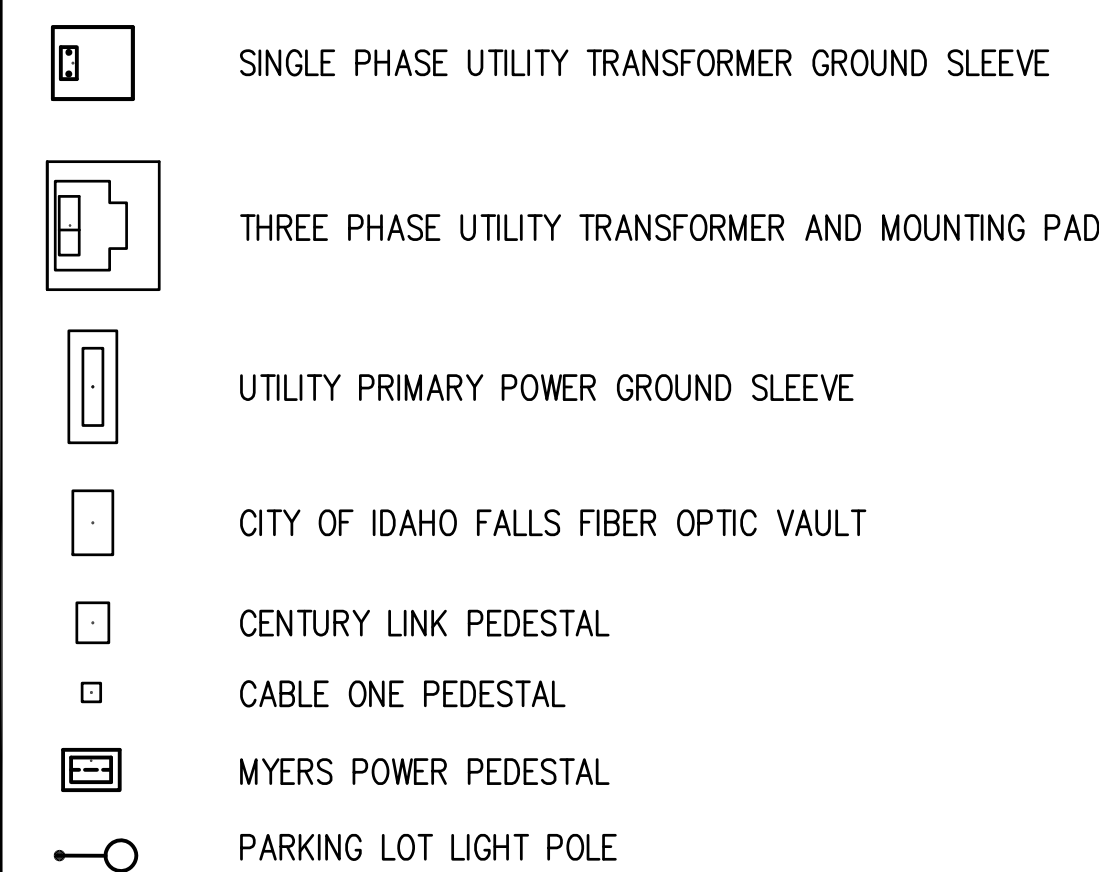 SINGLE PHASE UTILITY TRANSFORMER GROUND SLEEVE
THREE PHASE UTILITY TRANSFORMER AND MOUNTING PAD
UTILITY PRIMARY POWER GROUND SLEEVE
CITY OF IDAHO FALLS FIBER OPTIC VAULT
CENTURY LINK PEDESTAL
CABLE ONE PEDESTAL
MYERS POWER PEDESTAL
PARKING LOT LIGHT POLE